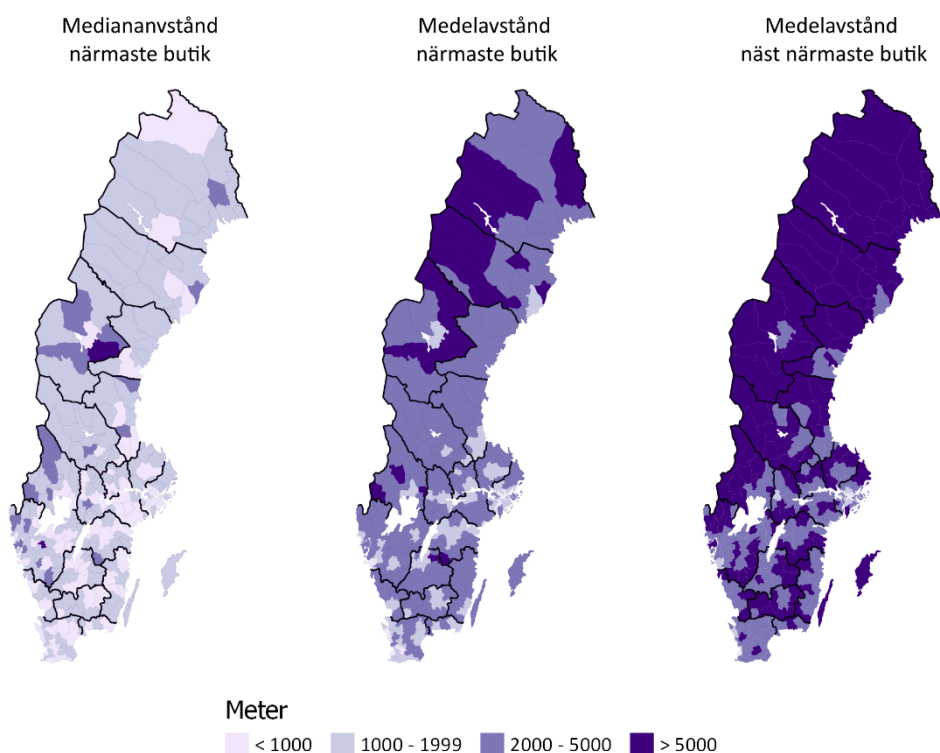 Mediananvstånd
närmaste butik
Medelavstånd
närmaste butik
Medelavstånd
näst närmaste butik
Meter
< 1000
1000 - 1999
2000 - 5000
> 5000